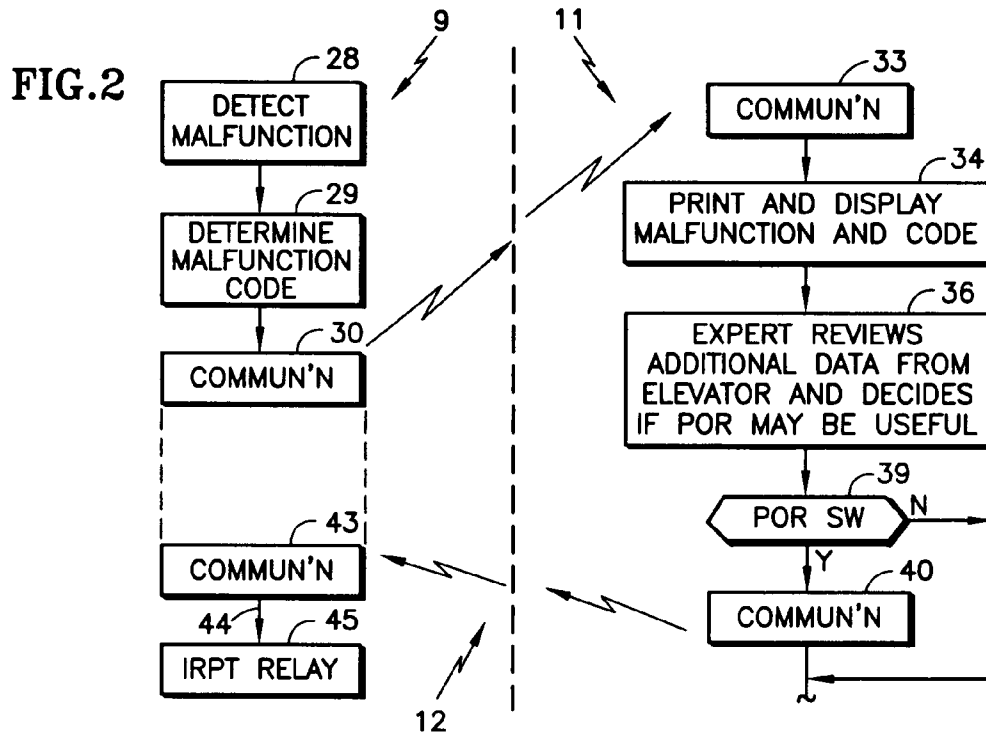 FIG.2
9
11
28
DETECT
MALFUNCTION
29
DETERMINE
MALFUNCTION
CODE
30
COMMUN'N
43
COMMUN'N
44
45
IRPT RELAY
12
33
COMMUN'N
34
PRINT AND DISPLAY
MALFUNCTION AND CODE
36
EXPERT REVIEWS
ADDITIONAL DATA FROM
ELEVATOR AND DECIDES
IF POR MAY BE USEFUL
39
POR SW
N
Y
40
COMMUN'N